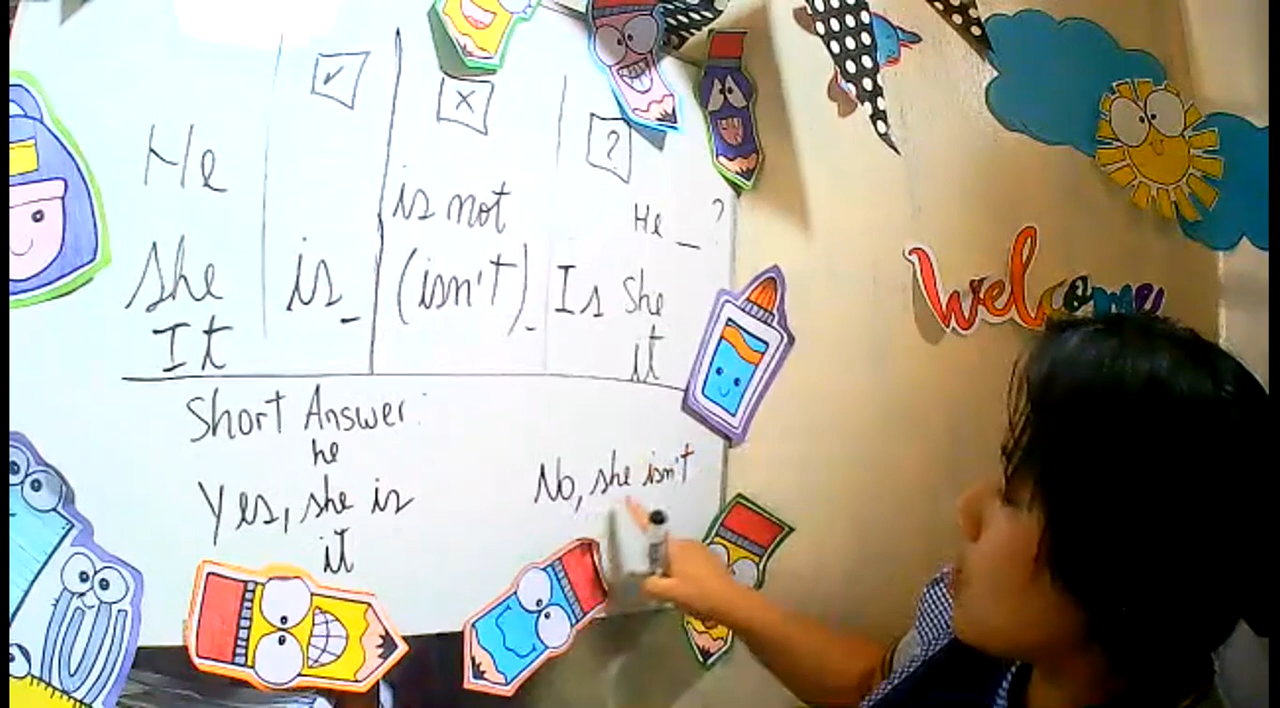 ✓ × ?
He
is not
He _ ?
she is_ (isn't)_ Is she
It it
Short Answer:
he
Yes, she is
No, she isn't
it
Welcome